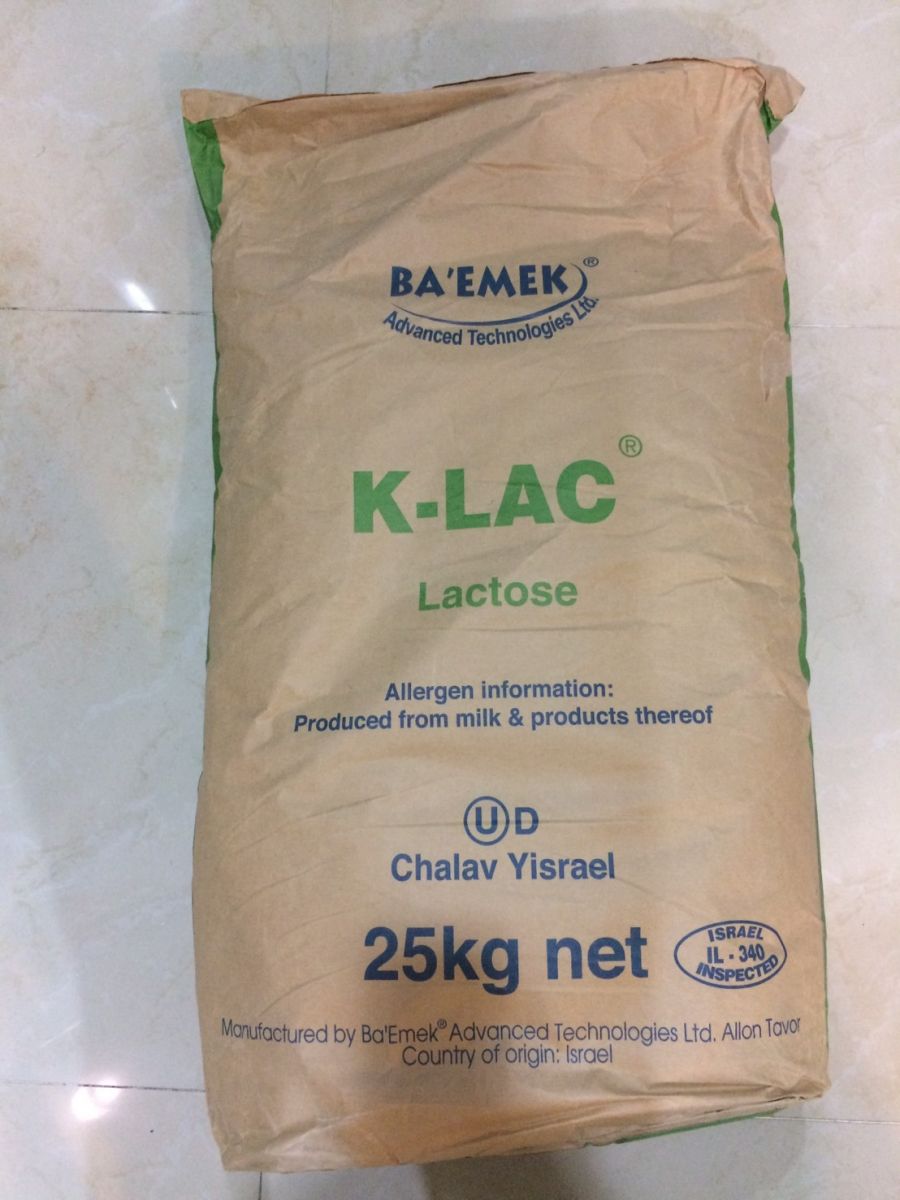 BA'EMEK®
Advanced Technologies Ltd.
K-LAC®
Lactose
Allergen information:
Produced from milk & products thereof
Ⓤ D
Chalav Yisrael
25kg net
ISRAEL
IL - 340
INSPECTED
Manufactured by Ba'Emek® Advanced Technologies Ltd. Allon Tavor
Country of origin: Israel